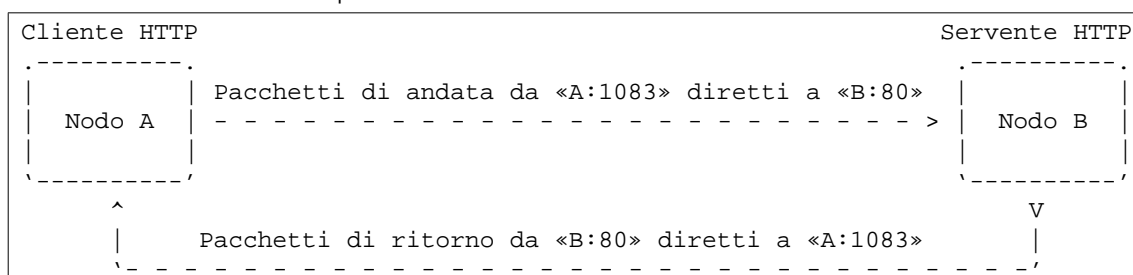 Cliente HTTP Servente HTTP
Pacchetti di andata da «A:1083» diretti a «B:80»
Nodo A Nodo B
Pacchetti di ritorno da «B:80» diretti a «A:1083»